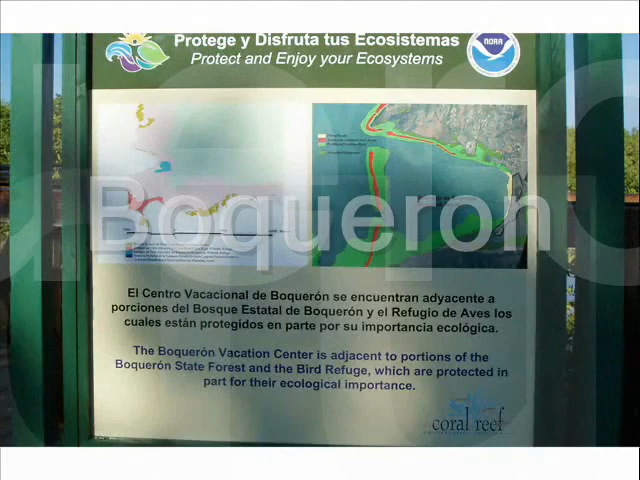 Protege y Disfruta tus Ecosistemas
Protect and Enjoy your Ecosystems
NOAA
Boqueron
El Centro Vacacional de Boquerón se encuentran adyacente a
porciones del Bosque Estatal de Boquerón y el Refugio de Aves los
cuales están protegidos en parte por su importancia ecológica.
The Boquerón Vacation Center is adjacent to portions of the
Boquerón State Forest and the Bird Refuge, which are protected in
part for their ecological importance.
coral reef